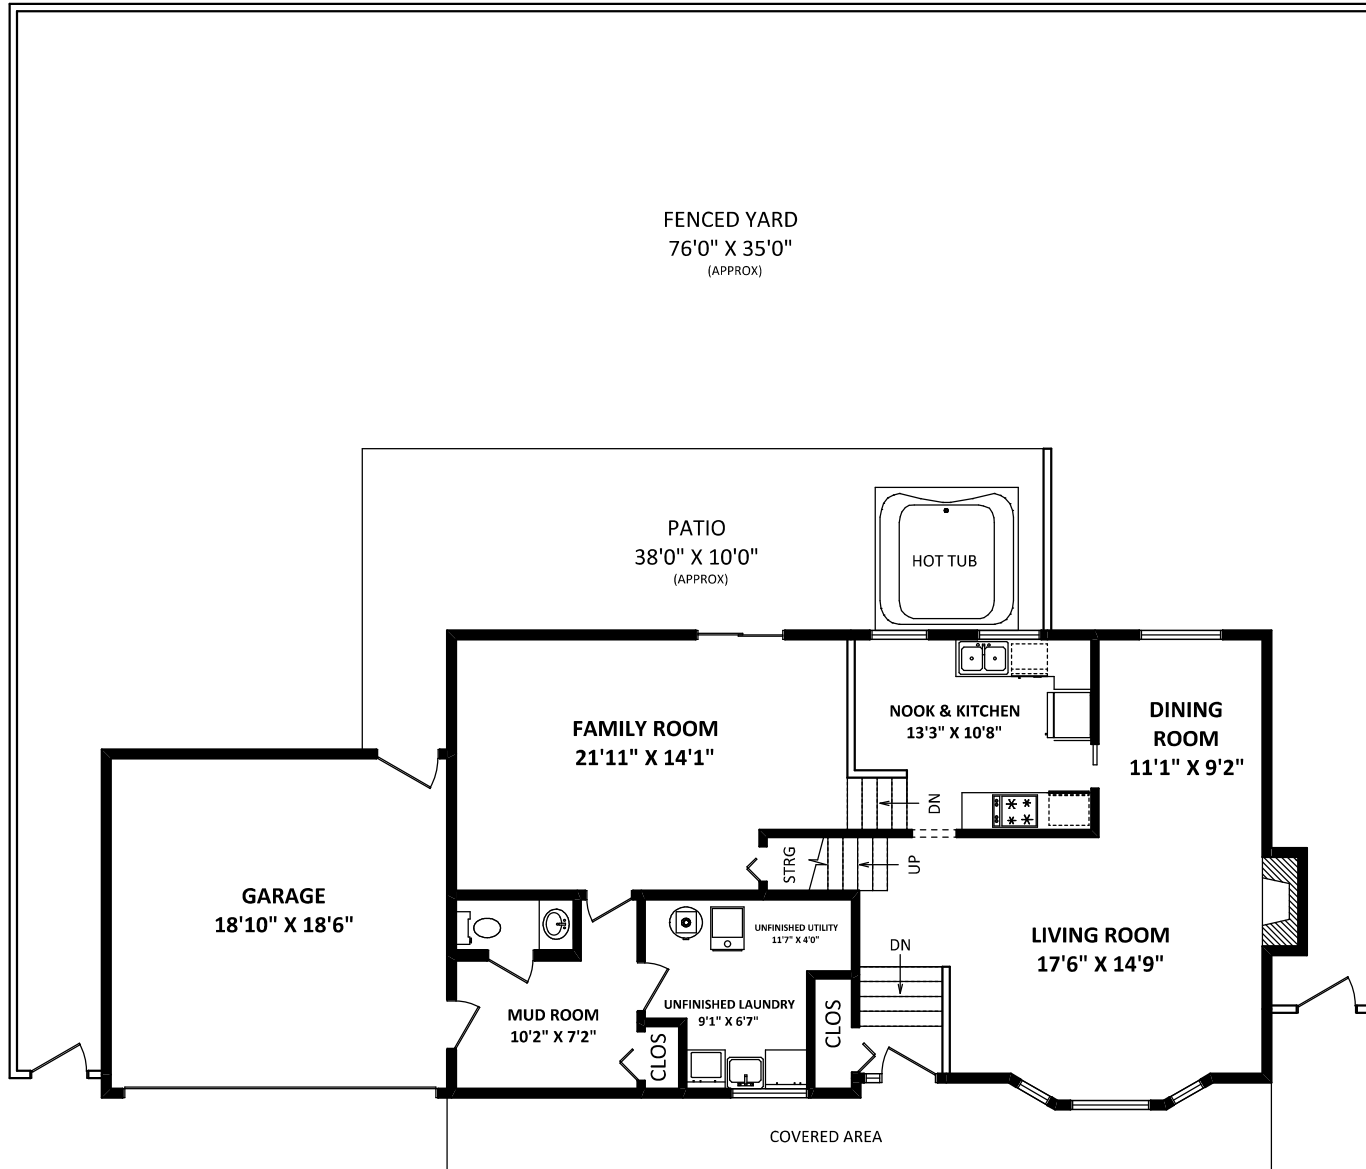 FENCED YARD
76'0" X 35'0"
(APPROX)
PATIO
38'0" X 10'0"
(APPROX)
HOT TUB
NOOK & KITCHEN
13'3" X 10'8"
DINING
ROOM
11'1" X 9'2"
FAMILY ROOM
21'11" X 14'1"
DN
STRG
UP
GARAGE
18'10" X 18'6"
UNFINISHED UTILITY
11'7" X 4'0"
DN
LIVING ROOM
17'6" X 14'9"
MUD ROOM
10'2" X 7'2"
UNFINISHED LAUNDRY
9'1" X 6'7"
CLOS
CLOS
COVERED AREA